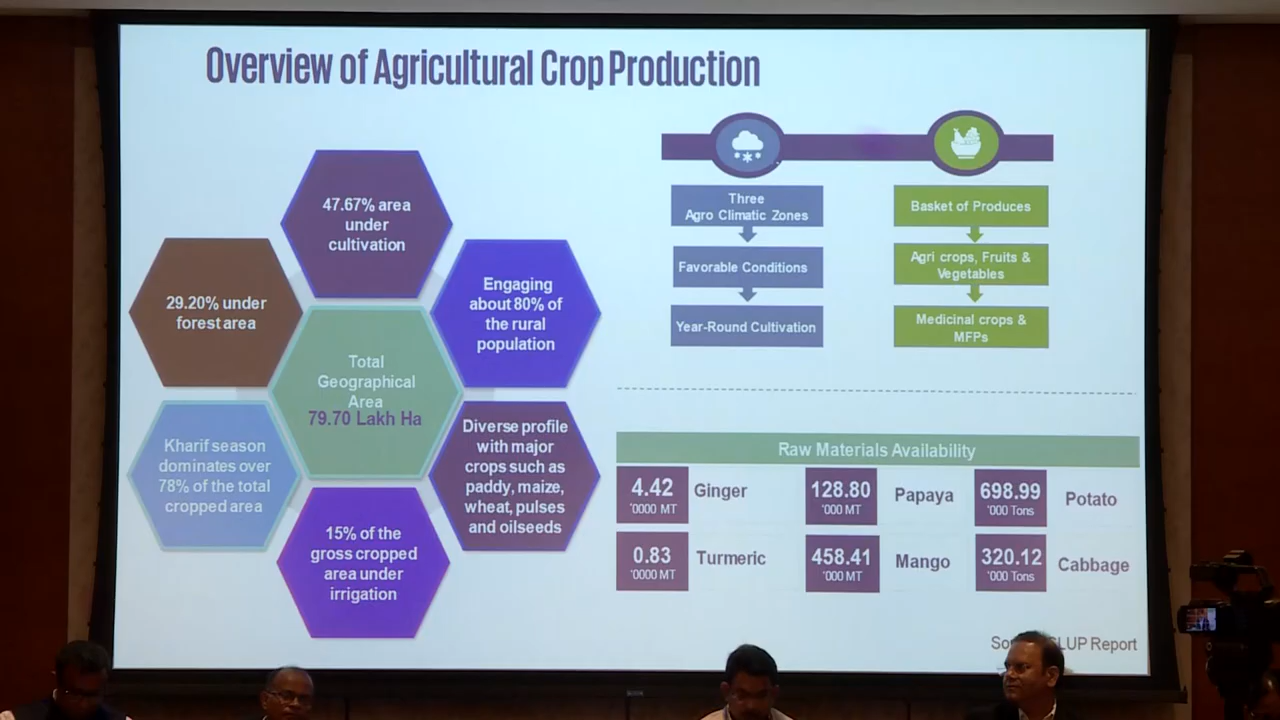 Overview of Agricultural Crop Production
47.67% area
under
cultivation
29.20% under
forest area
Engaging
about 80% of
the rural
population
Total
Geographical
Area
79.70 Lakh Ha
Kharif season
dominates over
78% of the total
cropped area
Diverse profile
with major
crops such as
paddy, maize,
wheat, pulses
and oilseeds
15% of the
gross cropped
area under
irrigation
Three
Agro Climatic Zones
Favorable Conditions
Year-Round Cultivation
Basket of Produces
Agri crops, Fruits &
Vegetables
Medicinal crops &
MFPs
Raw Materials Availability
4.42
'0000 MT
Ginger
128.80
'000 MT
Papaya
698.99
'000 Tons
Potato
0.83
'0000 MT
Turmeric
458.41
'000 MT
Mango
320.12
'000 Tons
Cabbage
Report